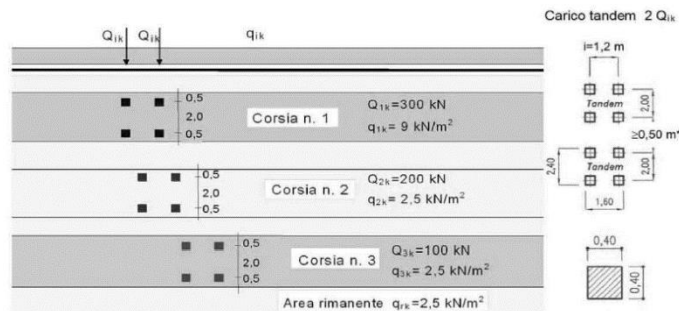 Carico tandem 2 Qik
Qik Qik qik
i=1,2 m
0,5
2,0
0,5
Corsia n. 1
Q1k=300 kN
q1k= 9 kN/m²
Tandem
2,00
≥0,50 m*
0,5
2,0
0,5
Corsia n. 2
Q2k=200 kN
q2k= 2,5 kN/m²
2,40
Tandem
2,00
1,60
0,5
2,0
0,5
Corsia n. 3
Q3k=100 kN
q3k= 2,5 kN/m²
0,40
0,40
Area rimanente qrk=2,5 kN/m²